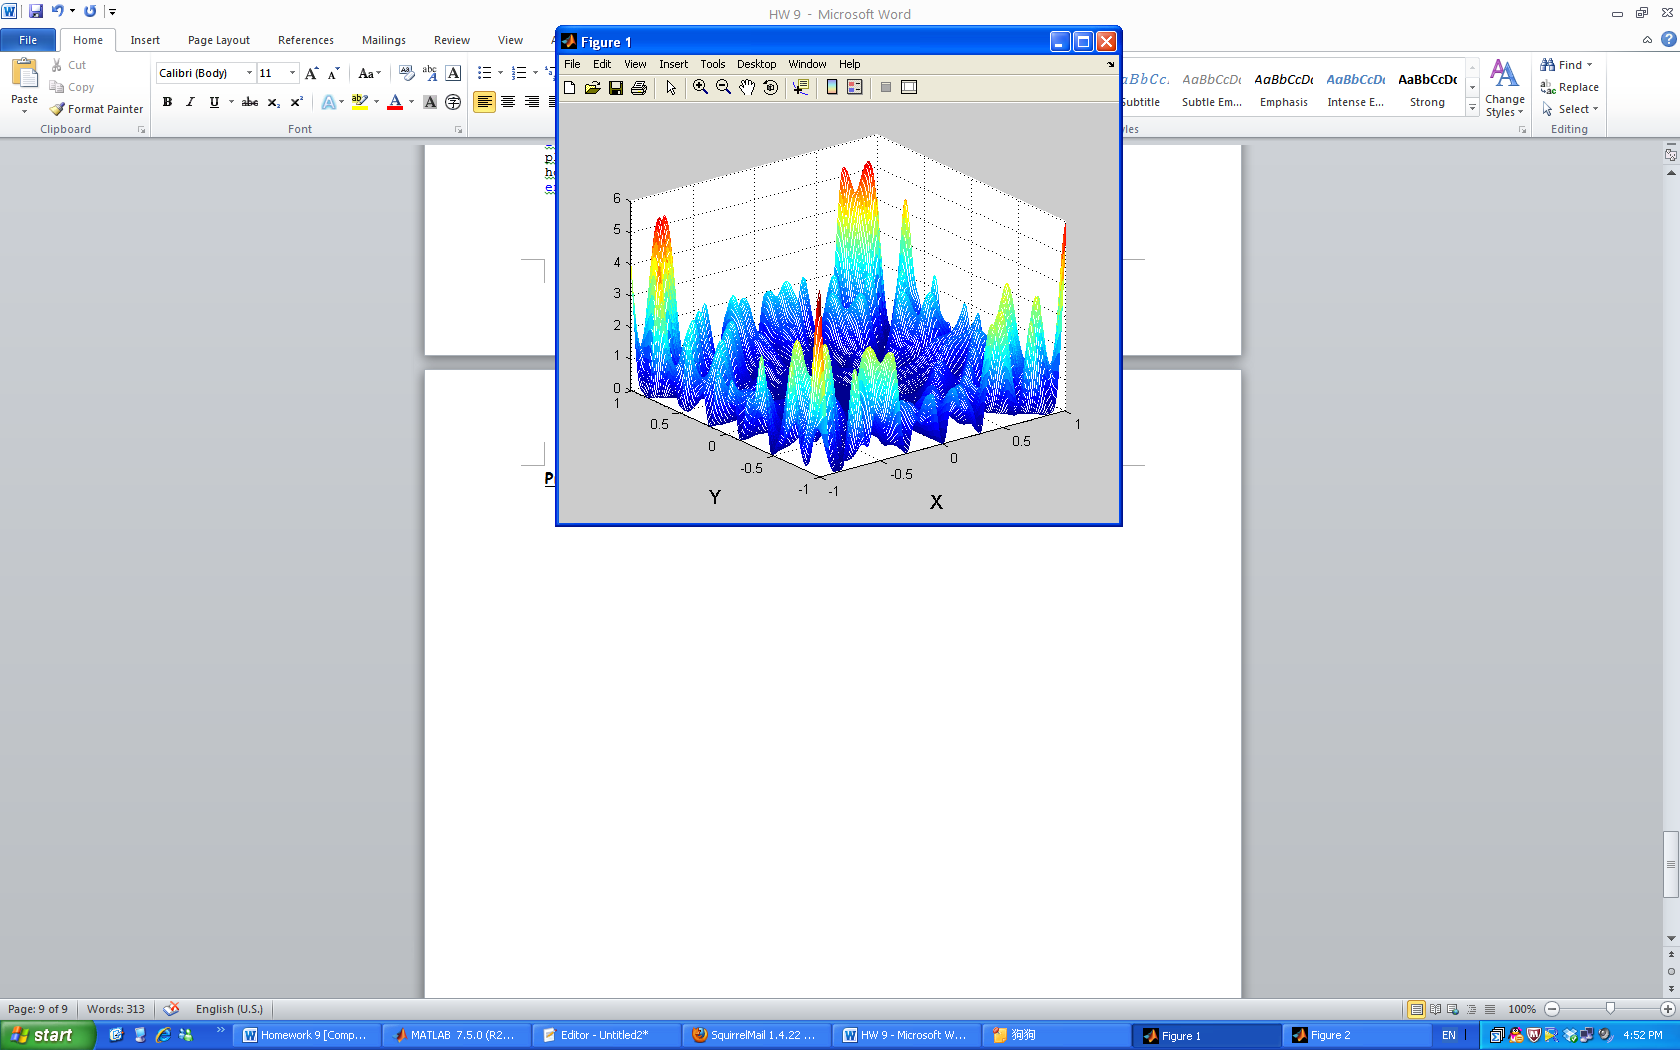 HW 9 - Microsoft Word
File Home Insert Page Layout References Mailings Review View
Figure 1
File Edit View Insert Tools Desktop Window Help
Paste
Cut
Copy
Format Painter
Clipboard
Calibri (Body) 11
Font
Subtitle
AaBbCcDc
Subtle Em...
AaBbCcDc
Emphasis
AaBbCcDc
Intense E...
AaBbCcDc
Strong
Change
Styles
Find
Replace
Select
Editing
6
5
4
3
2
1
0
1
0.5
0
-0.5
-1
Y
-1
-0.5
0
0.5
1
X
Page: 9 of 9 Words: 313 English (U.S.) 100%
start
Homework 9 [Comp...
MATLAB 7.5.0 (R2...
Editor - Untitled2*
SquirrelMail 1.4.22 ...
HW 9 - Microsoft W...
狗狗
Figure 1
Figure 2
EN
4:52 PM